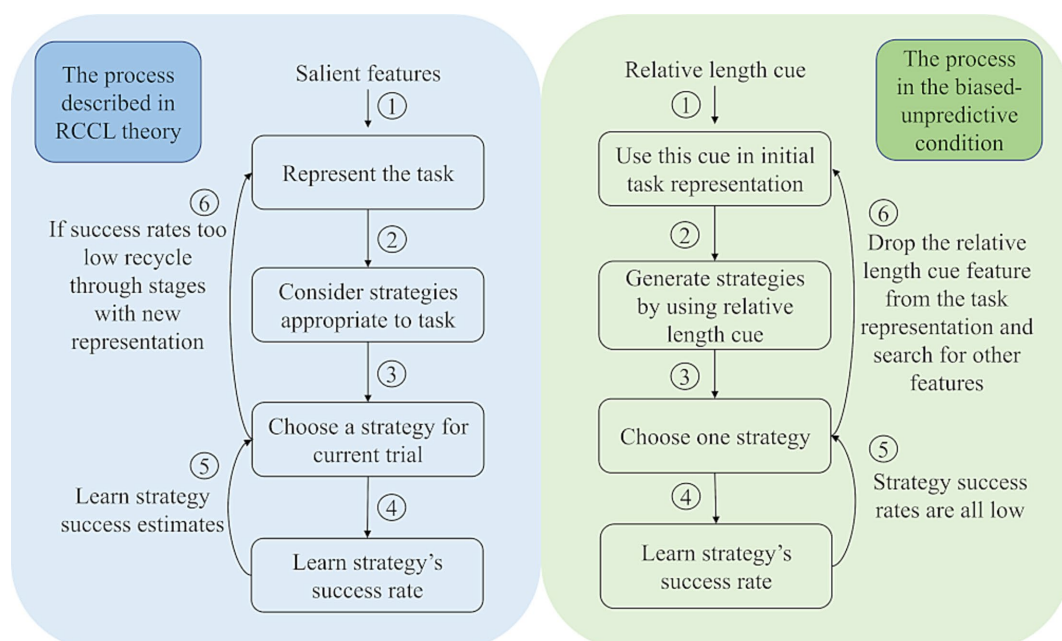 The process
described in
RCCL theory
Salient features
①
Represent the task
②
Consider strategies
appropriate to task
③
Choose a strategy for
current trial
④
Learn strategy's
success rate
⑤
Learn strategy
success estimates
⑥
If success rates too
low recycle
through stages
with new
representation
The process
in the biased-
unpredictive
condition
Relative length cue
①
Use this cue in initial
task representation
②
Generate strategies
by using relative
length cue
③
Choose one strategy
④
Learn strategy's
success rate
⑤
Strategy success
rates are all low
⑥
Drop the relative
length cue feature
from the task
representation and
search for other
features